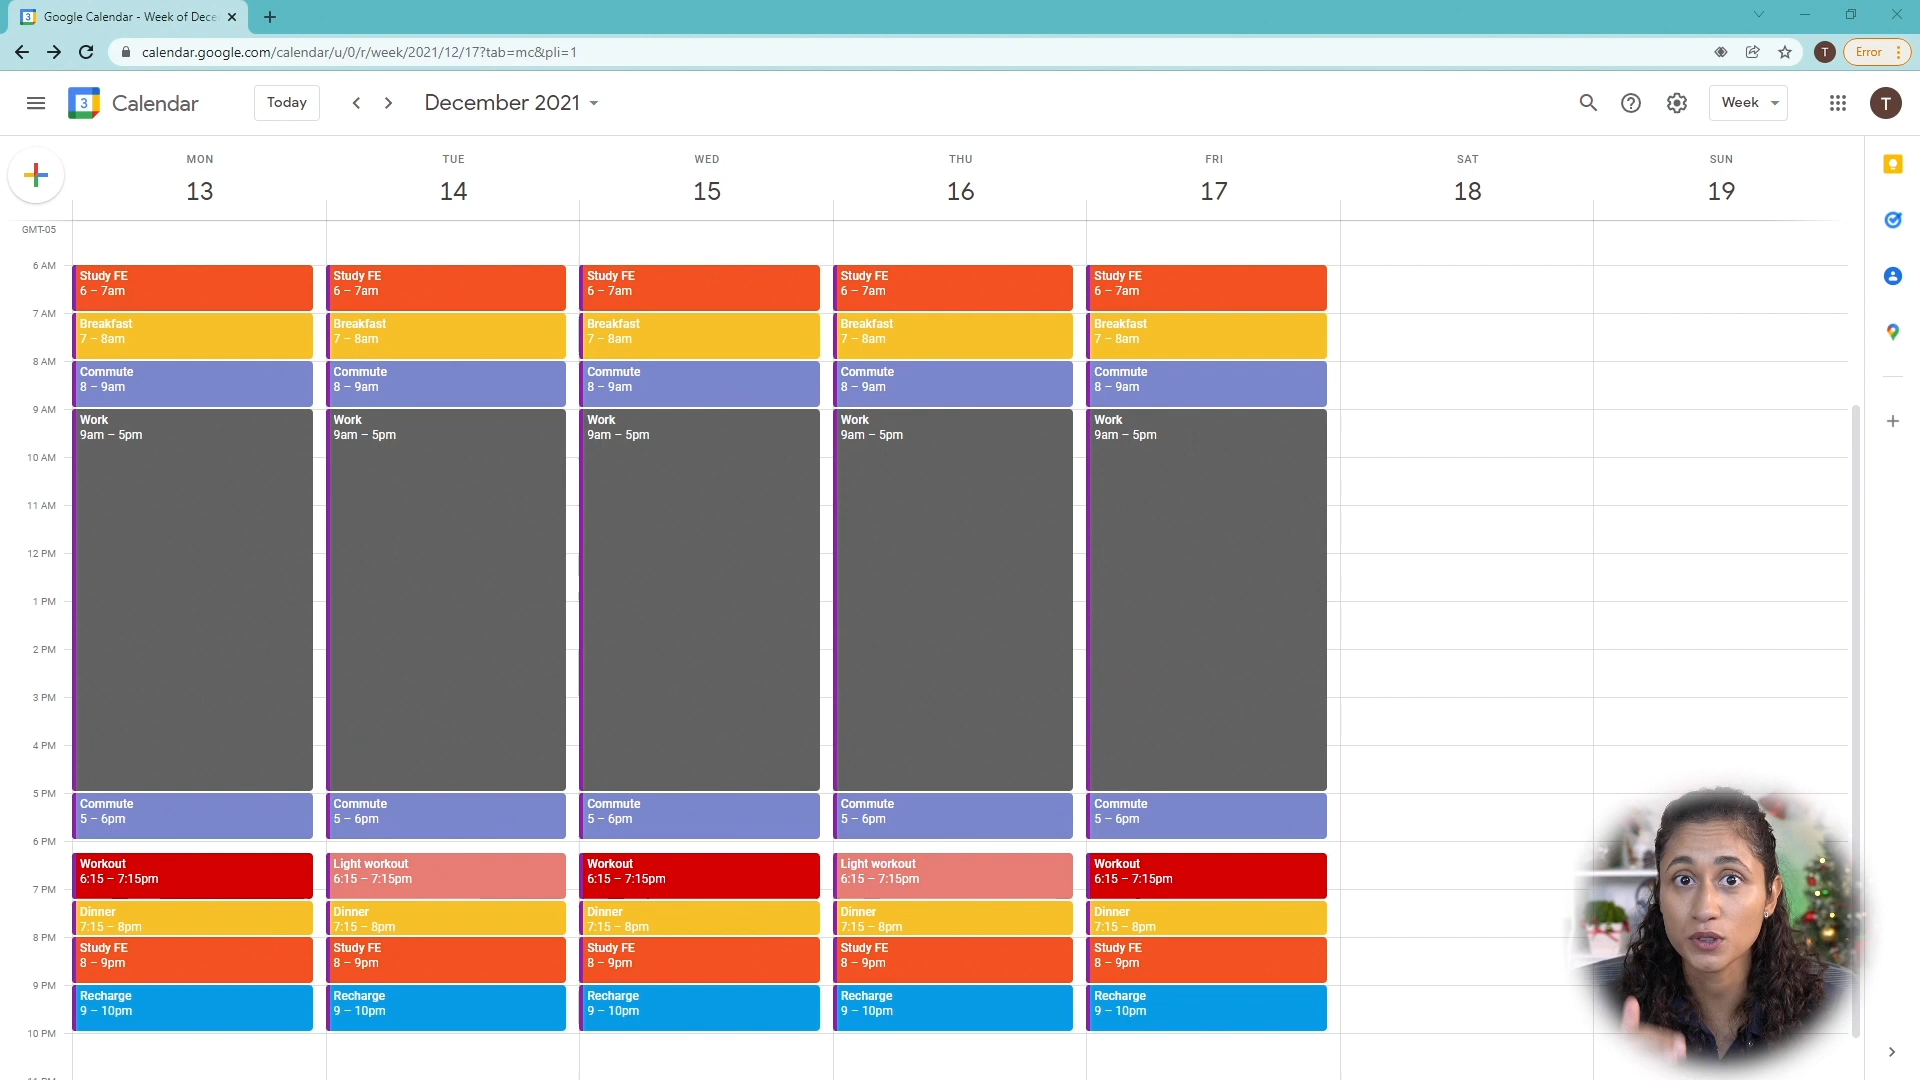 Google Calendar - Week of Dece
calendar.google.com/calendar/u/0/r/week/2021/12/17?tab=mc&pli=1
T
Error
3
Calendar
Today
December 2021
Week
T
MON
TUE
WED
THU
FRI
SAT
SUN
13
14
15
16
17
18
19
GMT-05
6 AM
7 AM
8 AM
9 AM
10 AM
11 AM
12 PM
1 PM
2 PM
3 PM
4 PM
5 PM
6 PM
7 PM
8 PM
9 PM
10 PM
Study FE
6 – 7am
Breakfast
7 – 8am
Commute
8 – 9am
Work
9am – 5pm
Commute
5 – 6pm
Workout
6:15 – 7:15pm
Dinner
7:15 – 8pm
Study FE
8 – 9pm
Recharge
9 – 10pm
Study FE
6 – 7am
Breakfast
7 – 8am
Commute
8 – 9am
Work
9am – 5pm
Commute
5 – 6pm
Light workout
6:15 – 7:15pm
Dinner
7:15 – 8pm
Study FE
8 – 9pm
Recharge
9 – 10pm
Study FE
6 – 7am
Breakfast
7 – 8am
Commute
8 – 9am
Work
9am – 5pm
Commute
5 – 6pm
Workout
6:15 – 7:15pm
Dinner
7:15 – 8pm
Study FE
8 – 9pm
Recharge
9 – 10pm
Study FE
6 – 7am
Breakfast
7 – 8am
Commute
8 – 9am
Work
9am – 5pm
Commute
5 – 6pm
Light workout
6:15 – 7:15pm
Dinner
7:15 – 8pm
Study FE
8 – 9pm
Recharge
9 – 10pm
Study FE
6 – 7am
Breakfast
7 – 8am
Commute
8 – 9am
Work
9am – 5pm
Commute
5 – 6pm
Workout
6:15 – 7:15pm
Dinner
7:15 – 8pm
Study FE
8 – 9pm
Recharge
9 – 10pm